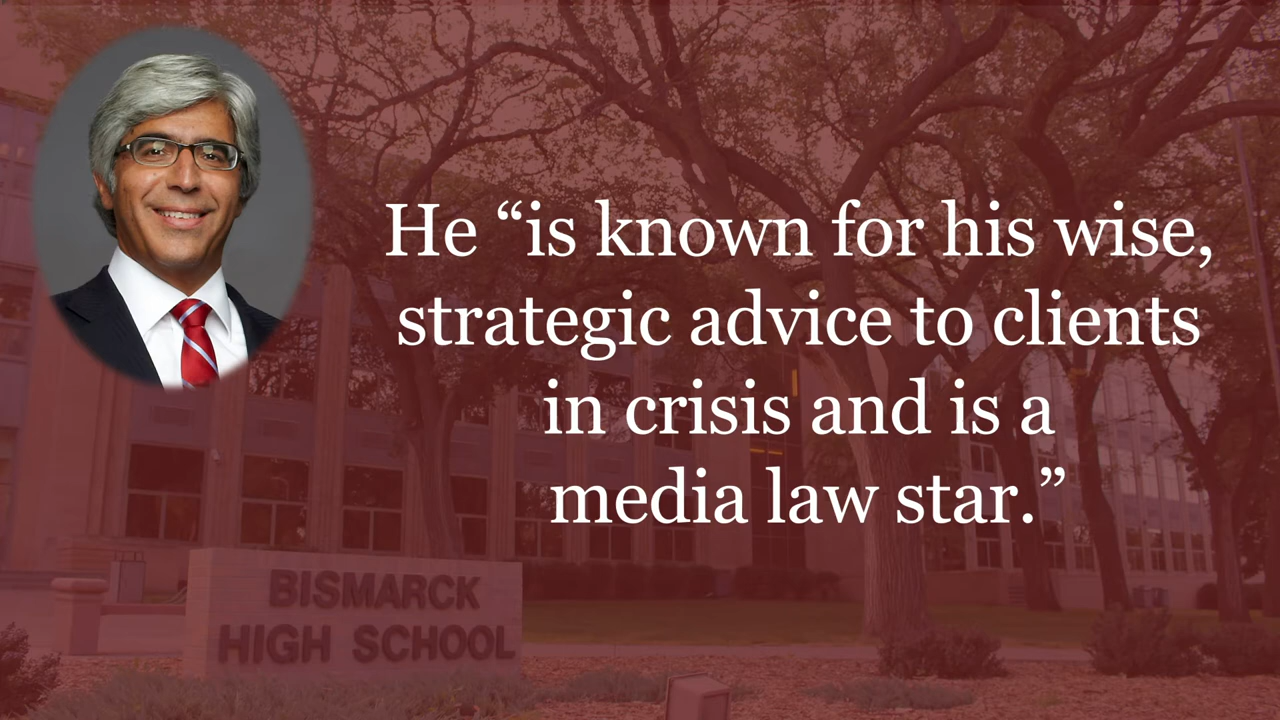 He “is known for his wise,
strategic advice to clients
in crisis and is a
media law star.”
BISMARCK
HIGH SCHOOL